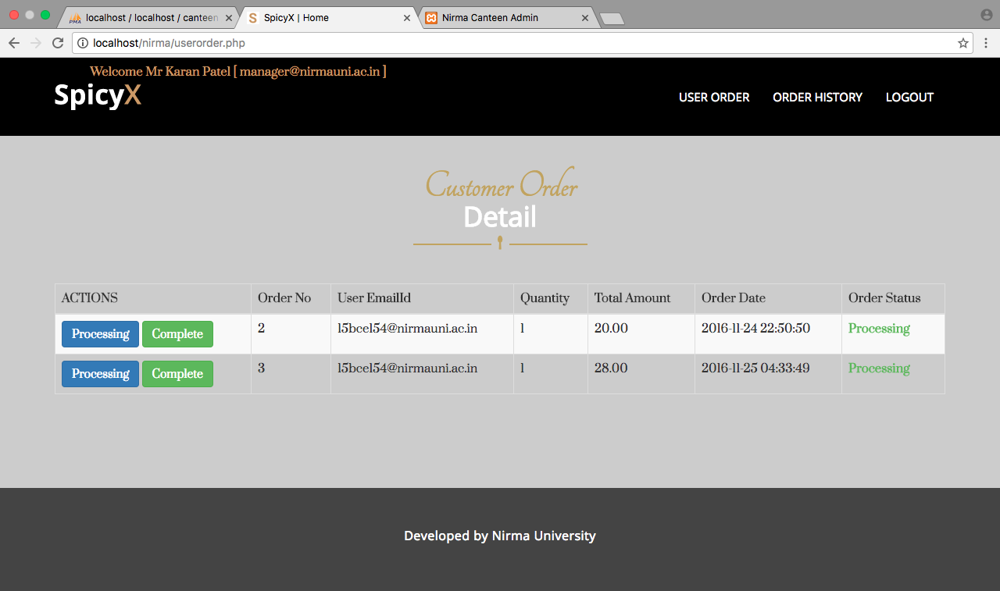 localhost / localhost / canteen
SpicyX | Home
Nirma Canteen Admin
localhost/nirma/userorder.php
Welcome Mr Karan Patel [ manager@nirmauni.ac.in ]
SpicyX
USER ORDER ORDER HISTORY LOGOUT
Customer Order
Detail
ACTIONS Order No User EmailId Quantity Total Amount Order Date Order Status
Processing Complete 2 15bce154@nirmauni.ac.in 1 20.00 2016-11-24 22:50:50 Processing
Processing Complete 3 15bce154@nirmauni.ac.in 1 28.00 2016-11-25 04:33:49 Processing
Developed by Nirma University